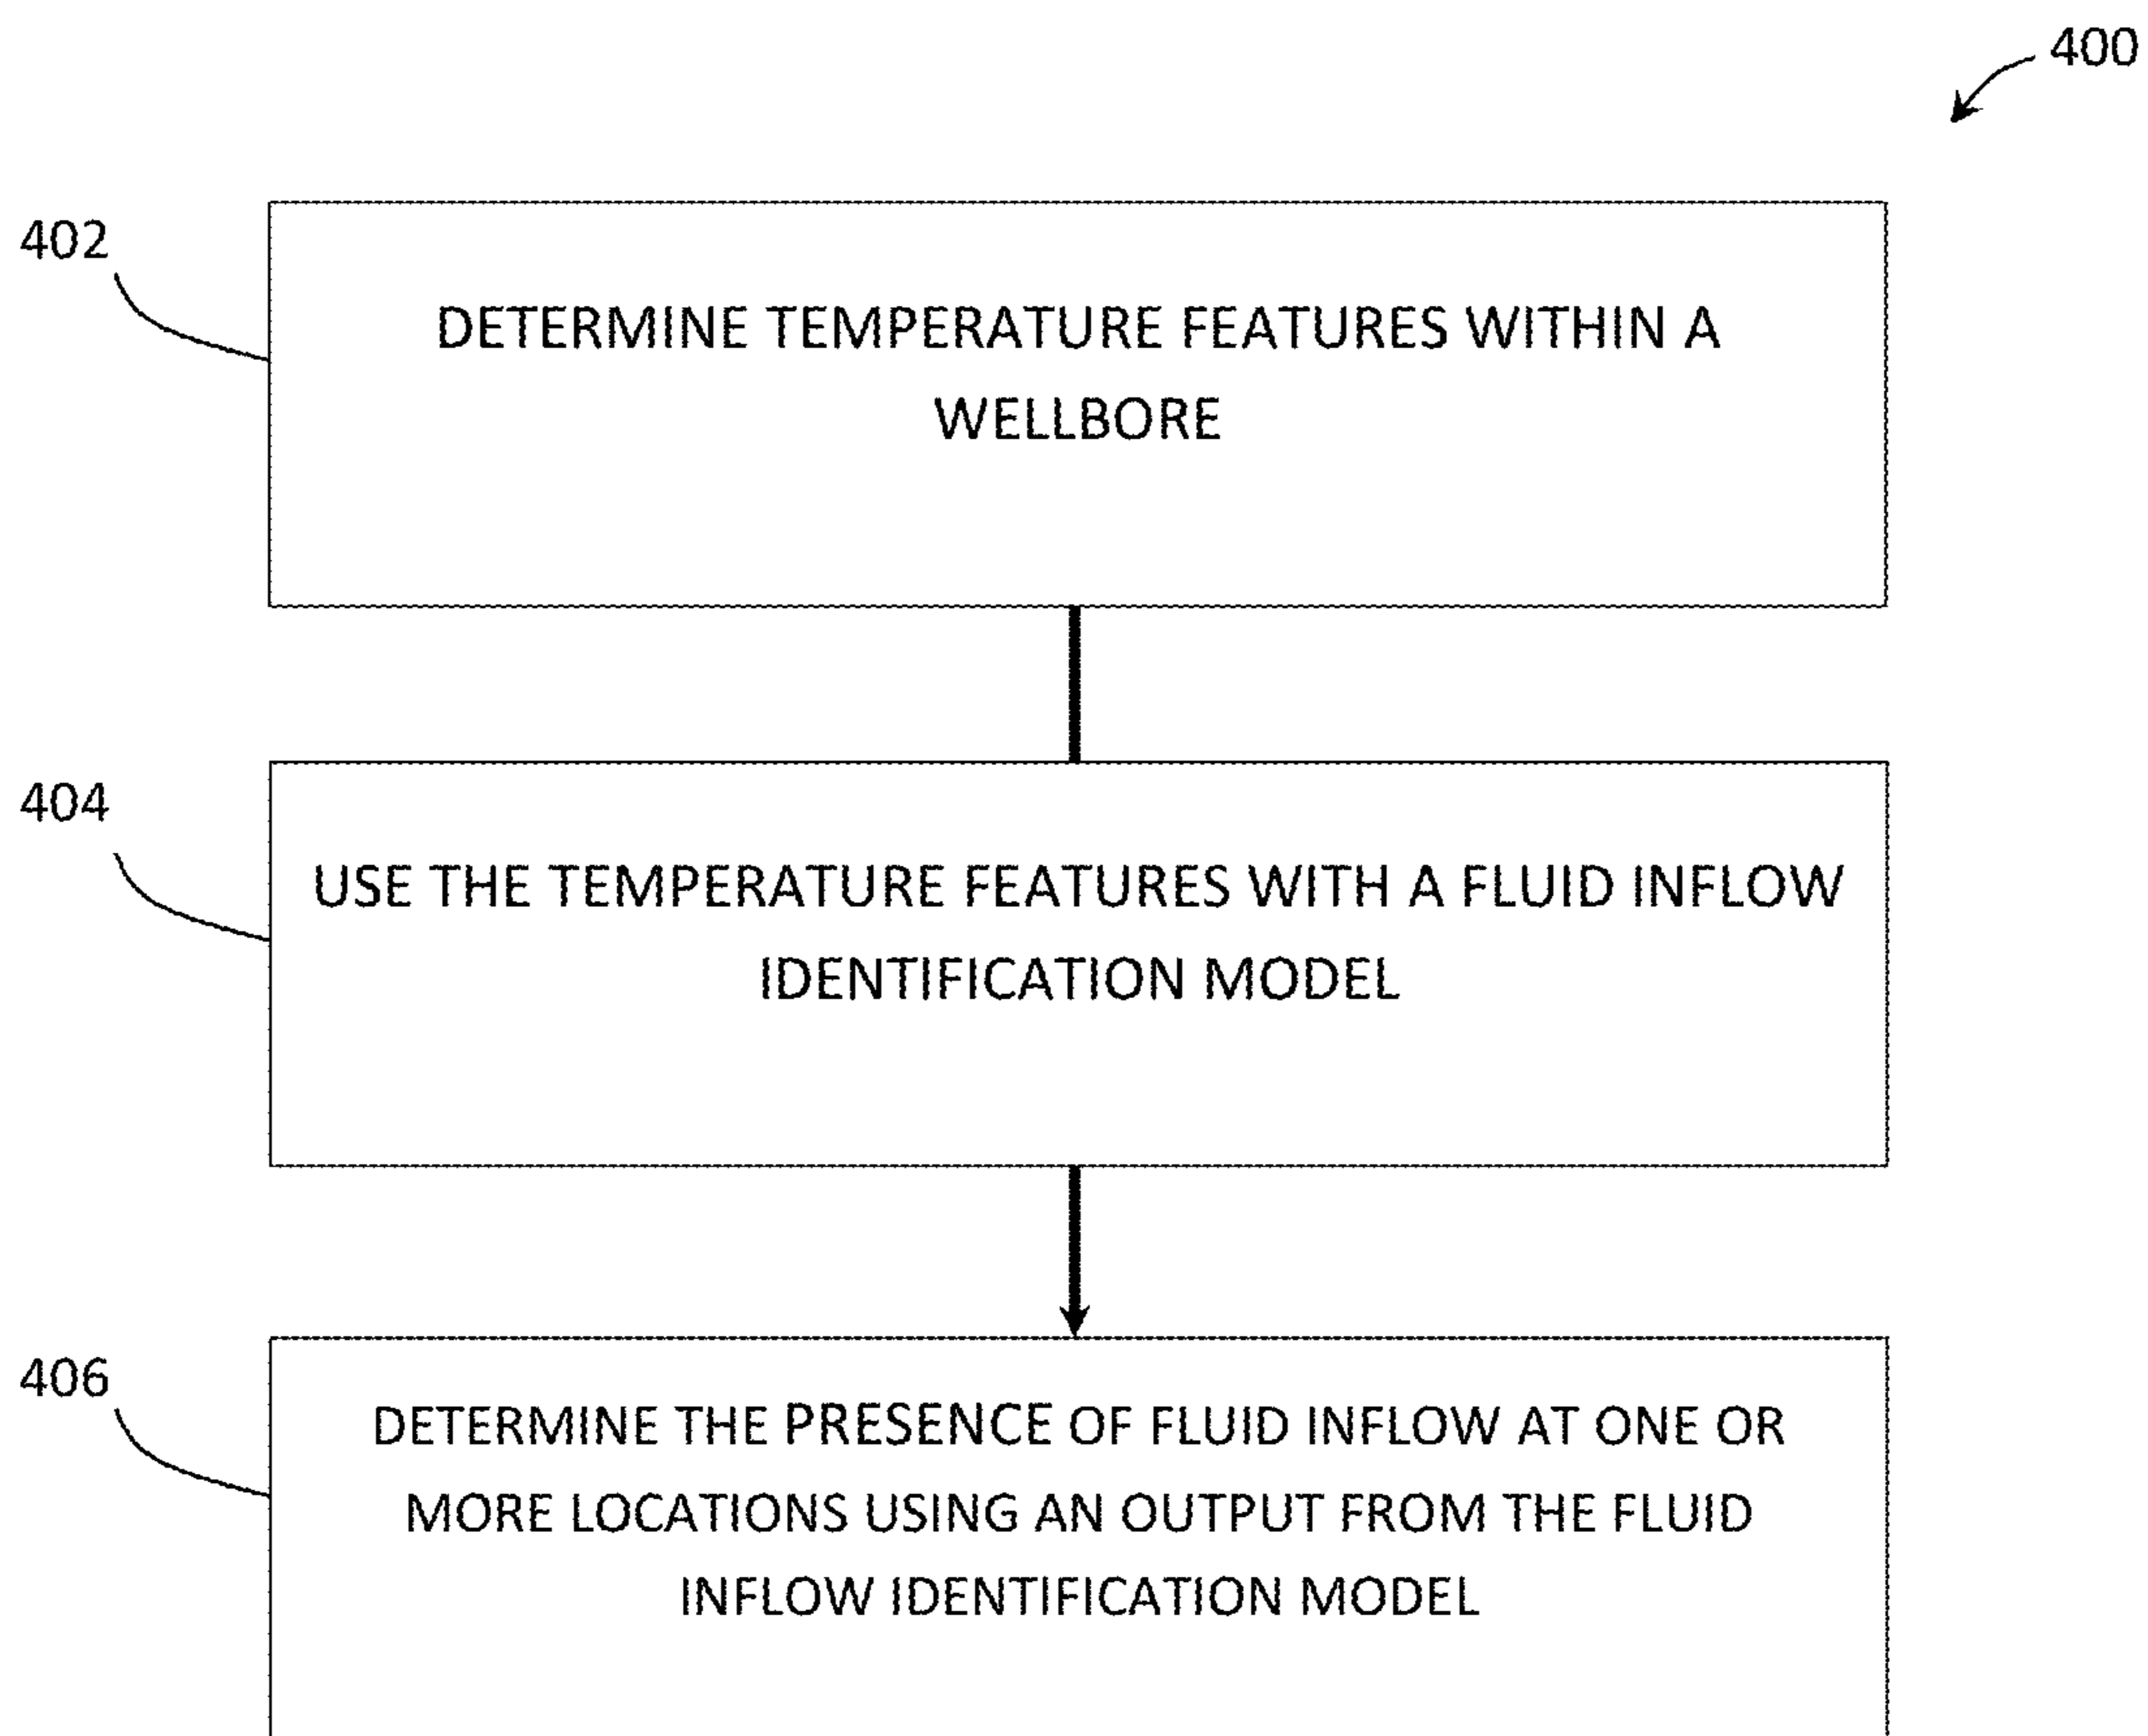 400
402
DETERMINE TEMPERATURE FEATURES WITHIN A
WELLBORE
404
USE THE TEMPERATURE FEATURES WITH A FLUID INFLOW
IDENTIFICATION MODEL
406
DETERMINE THE PRESENCE OF FLUID INFLOW AT ONE OR
MORE LOCATIONS USING AN OUTPUT FROM THE FLUID
INFLOW IDENTIFICATION MODEL